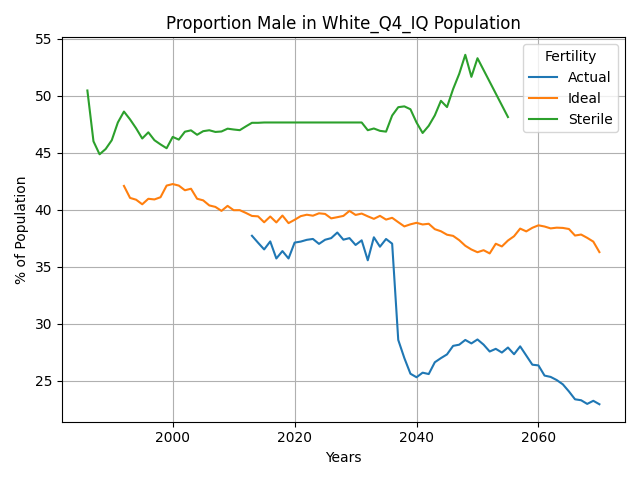 Proportion Male in White_Q4_IQ Population
% of Population
55
50
45
40
35
30
25
2000
2020
2040
2060
Years
Fertility
Actual
Ideal
Sterile